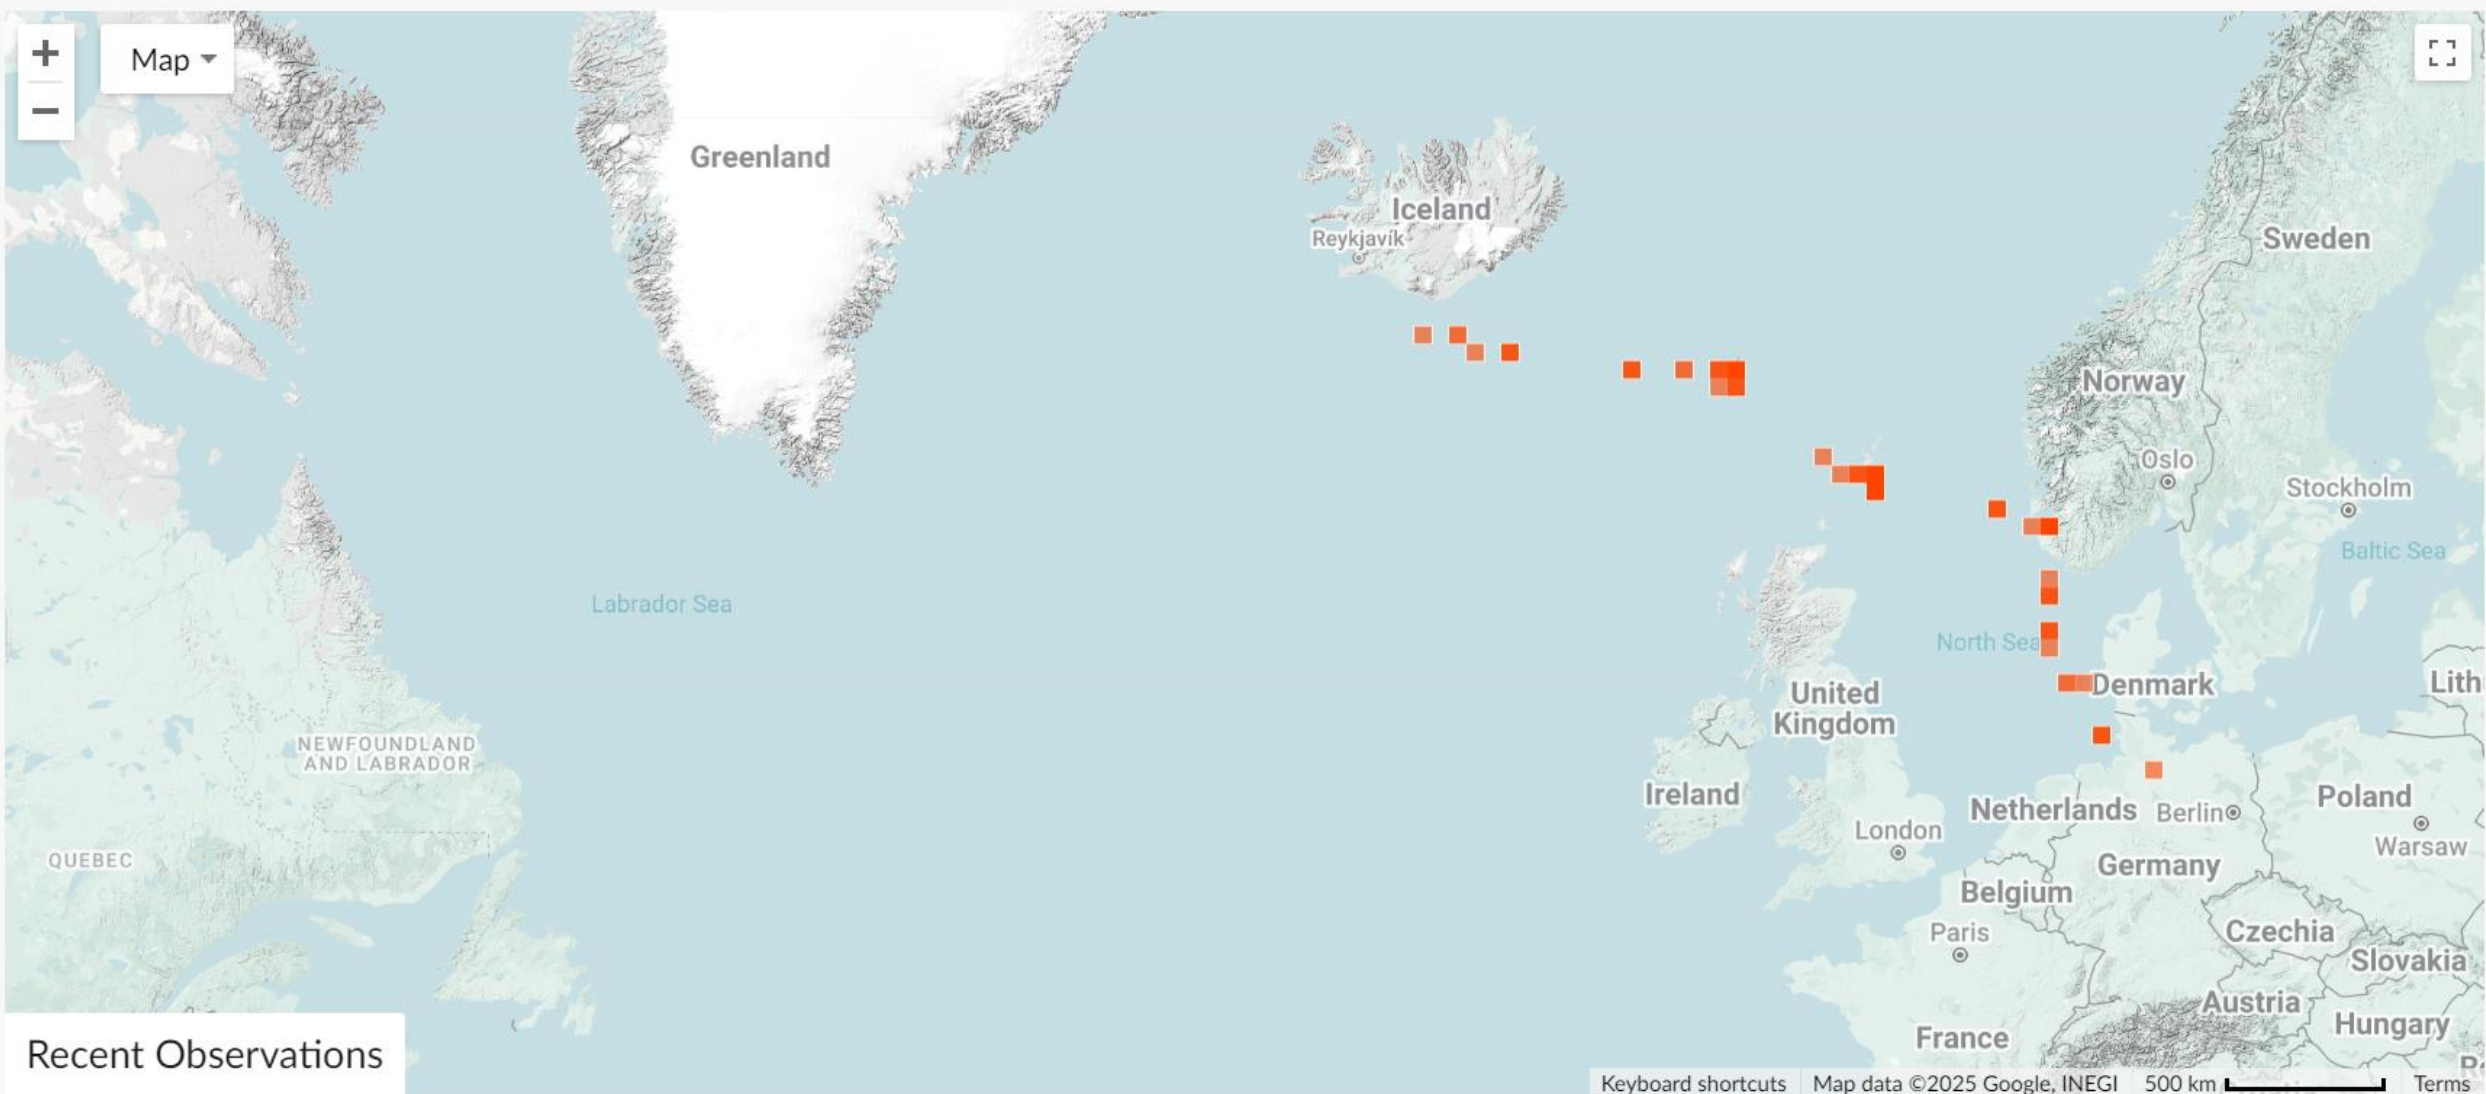 +
Map
−
Greenland
Iceland
Reykjavík
Sweden
Norway
Oslo
Stockholm
Baltic Sea
Labrador Sea
North Sea
Denmark
Lith
United
Kingdom
NEWFOUNDLAND
AND LABRADOR
Ireland
Netherlands
Berlin
Poland
London
Warsaw
QUEBEC
Germany
Belgium
Paris
Czechia
Slovakia
Austria
Hungary
France
Recent Observations
Keyboard shortcuts
Map data ©2025 Google, INEGI
500 km
Terms